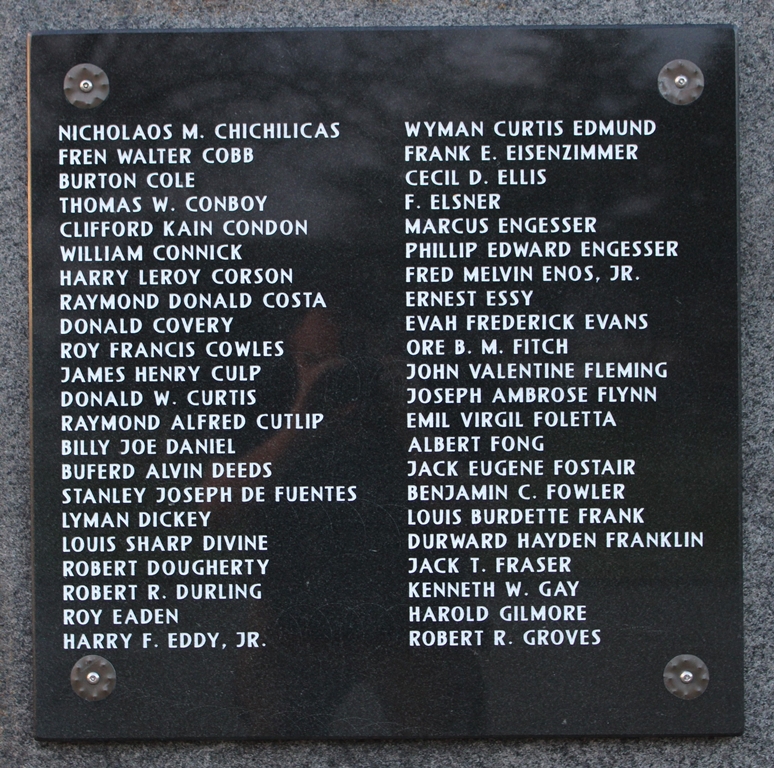 NICHOLAOS M. CHICHILICAS
FREN WALTER COBB
BURTON COLE
THOMAS W. CONBOY
CLIFFORD KAIN CONDON
WILLIAM CONNICK
HARRY LEROY CORSON
RAYMOND DONALD COSTA
DONALD COVERY
ROY FRANCIS COWLES
JAMES HENRY CULP
DONALD W. CURTIS
RAYMOND ALFRED CUTLIP
BILLY JOE DANIEL
BUFERD ALVIN DEEDS
STANLEY JOSEPH DE FUENTES
LYMAN DICKEY
LOUIS SHARP DIVINE
ROBERT DOUGHERTY
ROBERT R. DURLING
ROY EADEN
HARRY F. EDDY, JR.
WYMAN CURTIS EDMUND
FRANK E. EISENZIMMER
CECIL D. ELLIS
F. ELSNER
MARCUS ENGESSER
PHILLIP EDWARD ENGESSER
FRED MELVIN ENOS, JR.
ERNEST ESSY
EVAH FREDERICK EVANS
ORE B. M. FITCH
JOHN VALENTINE FLEMING
JOSEPH AMBROSE FLYNN
EMIL VIRGIL FOLETTA
ALBERT FONG
JACK EUGENE FOSTAIR
BENJAMIN C. FOWLER
LOUIS BURDETTE FRANK
DURWARD HAYDEN FRANKLIN
JACK T. FRASER
KENNETH W. GAY
HAROLD GILMORE
ROBERT R. GROVES